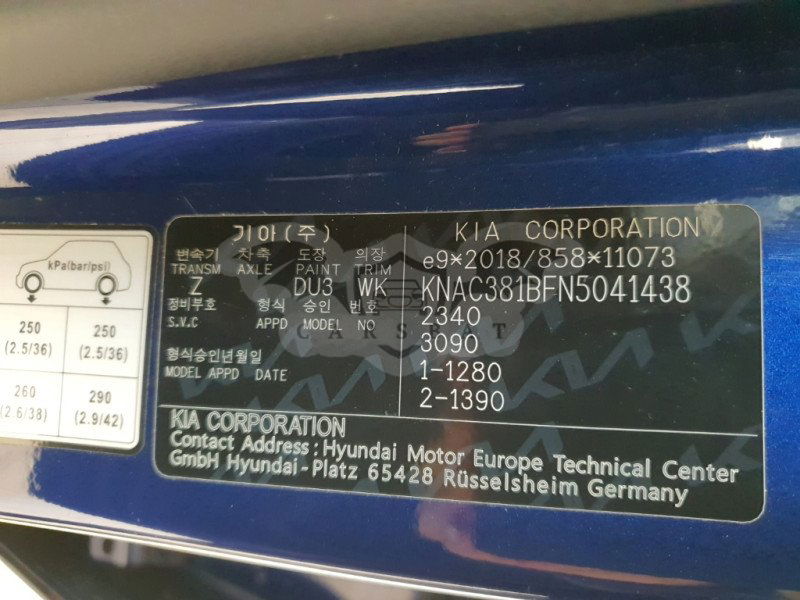 kPa(bar/psi)
250 250
(2.5/36) (2.5/36)
260 290
(2.6/38) (2.9/42)
기아(주) KIA CORPORATION
변속기 차축 도장 의장 e9*2018/858*11073
TRANSM AXLE PAINT TRIM
Z DU3 WK KNAC381BFN5041438
정비부호 형식 승인 번호 2340
S.V.C APPD MODEL NO
CARSBAT
3090
형식승인년월일 1-1280
MODEL APPD DATE
2-1390
KIA CORPORATION
Contact Address : Hyundai Motor Europe Technical Center
GmbH Hyundai-Platz 65428 Rüsselsheim Germany